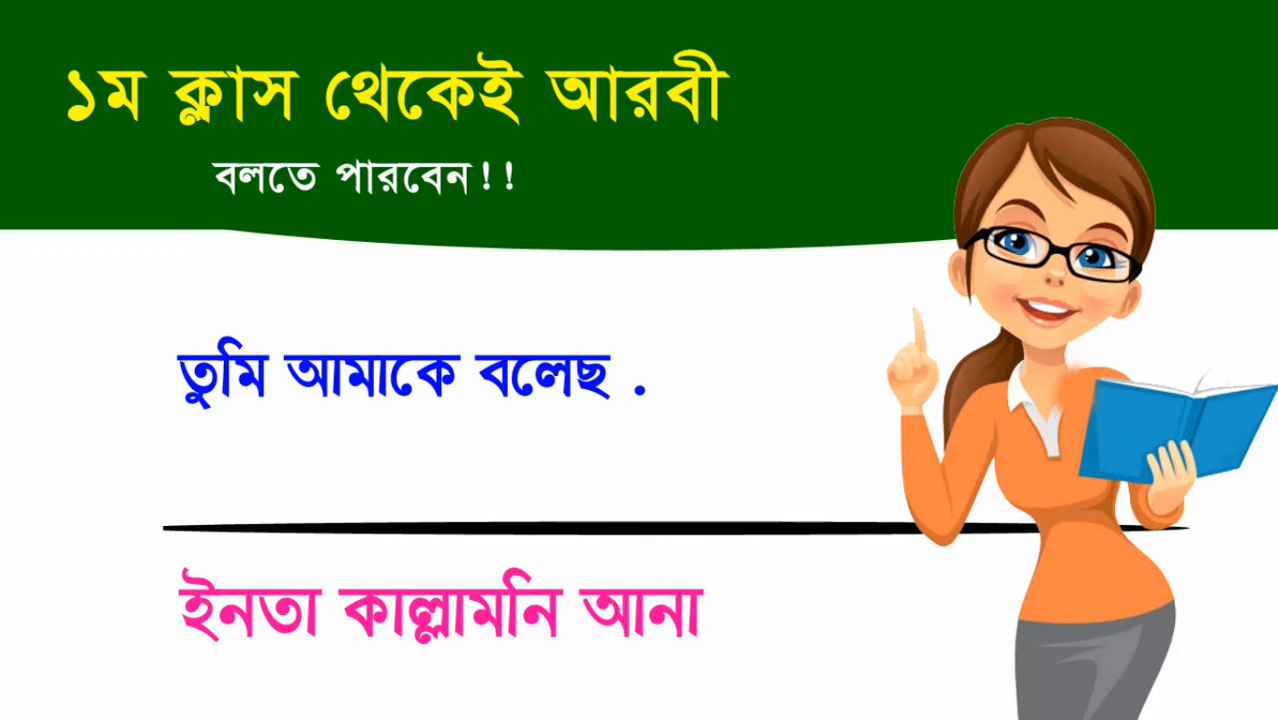 ১ম ক্লাস থেকেই আরবী
বলতে পারবেন!!
তুমি আমাকে বলেছ .
ইনতা কাল্লামনি আনা